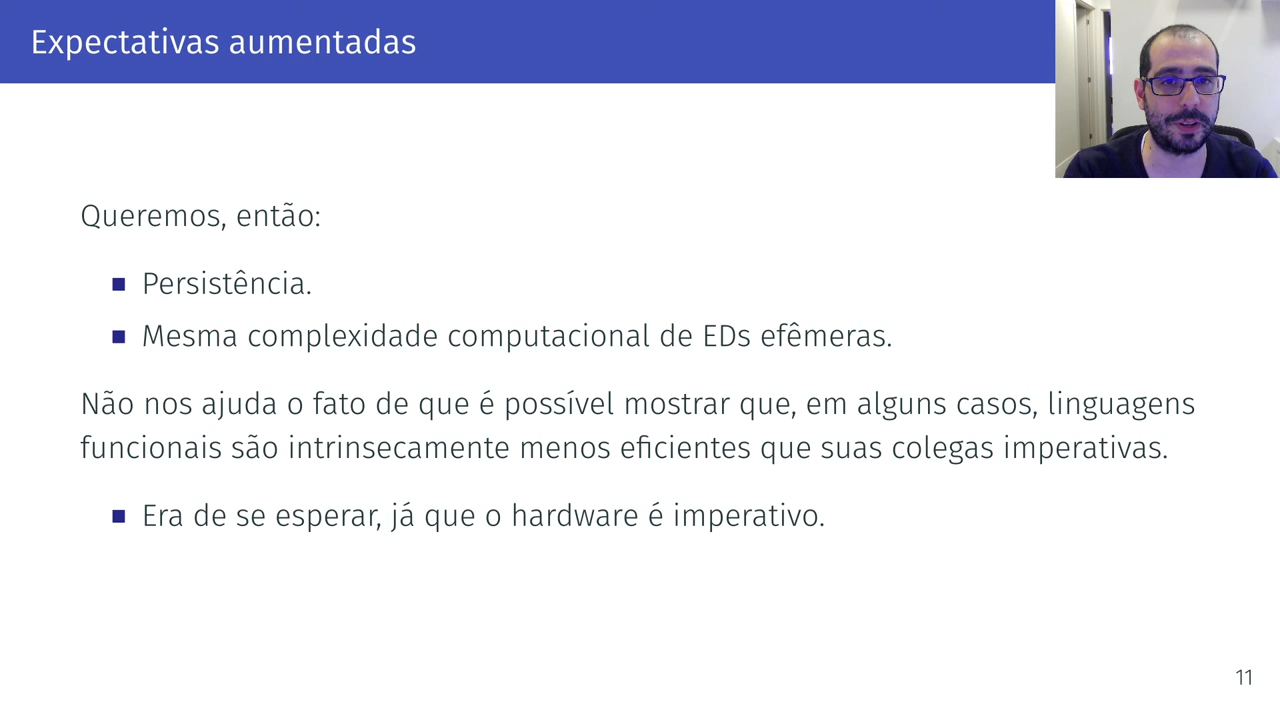 Expectativas aumentadas
Queremos, então:
Persistência.
Mesma complexidade computacional de EDs efêmeras.
Não nos ajuda o fato de que é possível mostrar que, em alguns casos, linguagens
funcionais são intrinsecamente menos eficientes que suas colegas imperativas.
Era de se esperar, já que o hardware é imperativo.
11